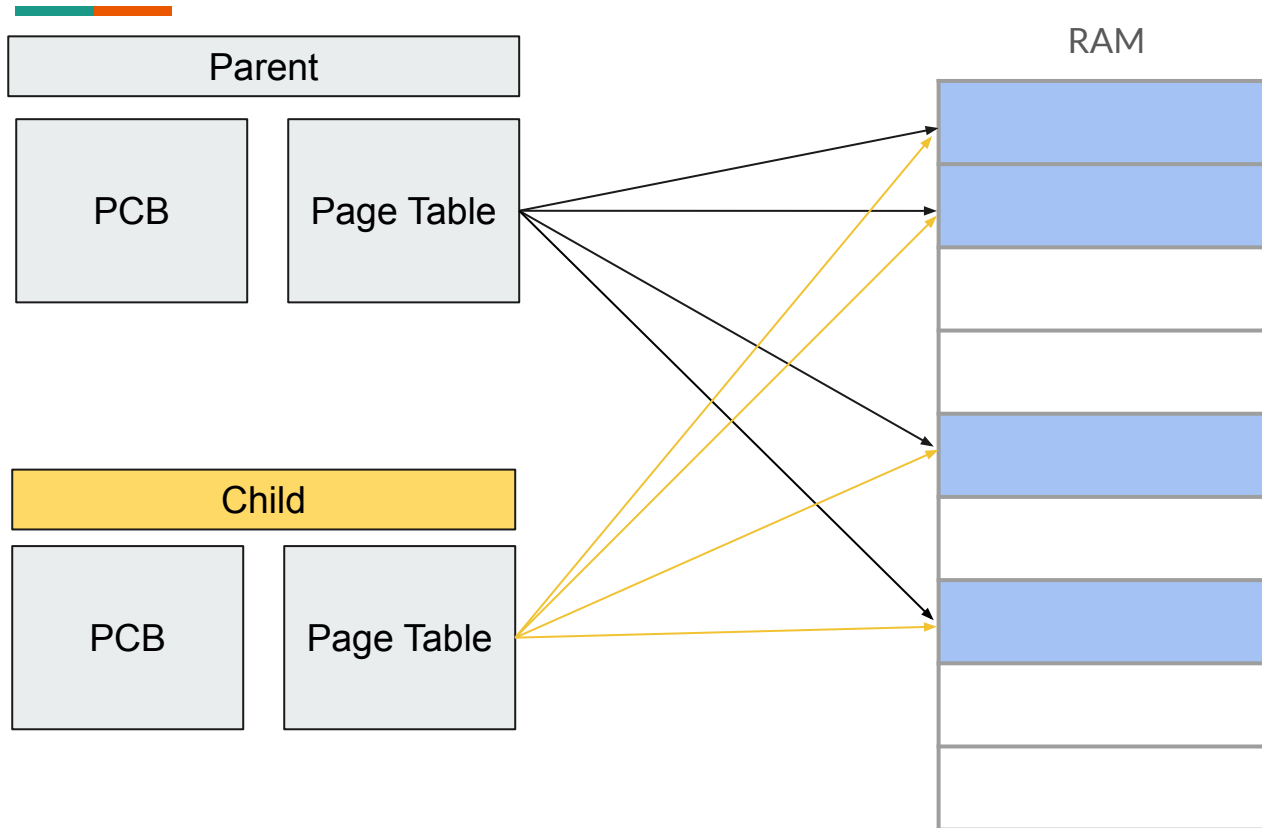 RAM
Parent
PCB
Page Table
Child
PCB
Page Table